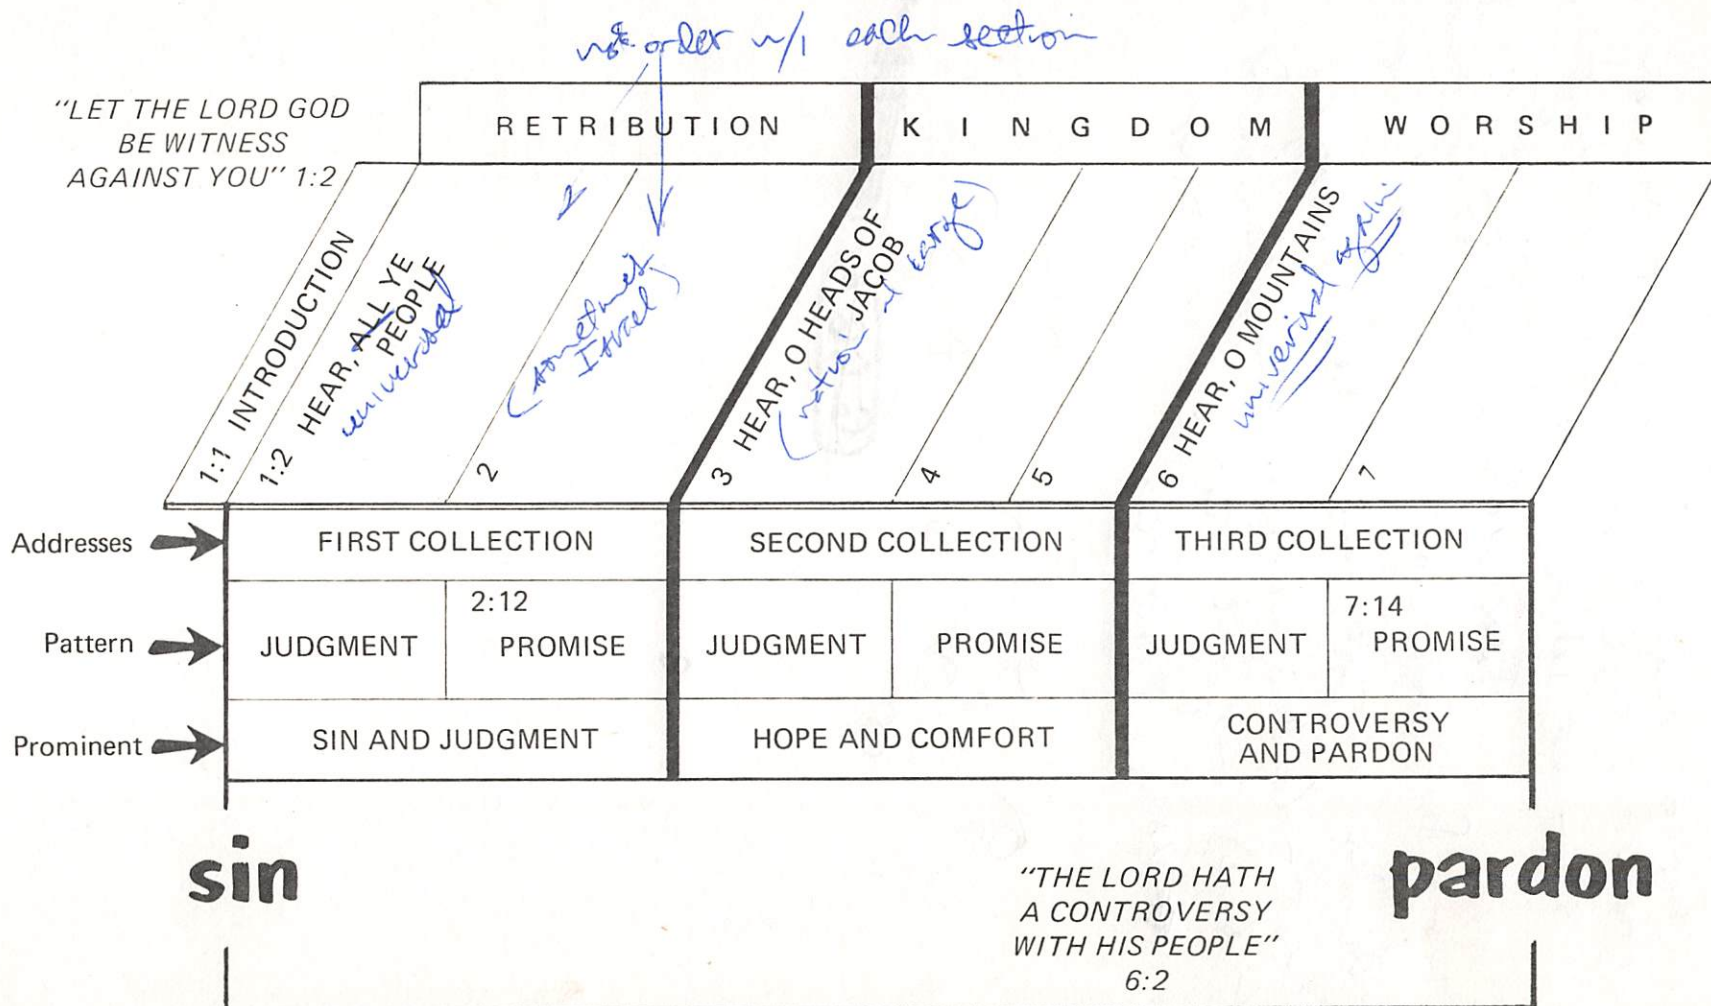 not order w/i each section
"LET THE LORD GOD
BE WITNESS
AGAINST YOU" 1:2
RETRIBUTION
KINGDOM
WORSHIP
1:1 INTRODUCTION
1:2 HEAR, ALL YE
PEOPLE
universal
2
2
(sometimes
Israel)
3 HEAR, O HEADS OF
JACOB
(nation
4
5
6 HEAR, O MOUNTAINS
universal again
7
Addresses
FIRST COLLECTION
SECOND COLLECTION
THIRD COLLECTION
Pattern
JUDGMENT
2:12
PROMISE
JUDGMENT
PROMISE
JUDGMENT
7:14
PROMISE
Prominent
SIN AND JUDGMENT
HOPE AND COMFORT
CONTROVERSY
AND PARDON
sin
pardon
"THE LORD HATH
A CONTROVERSY
WITH HIS PEOPLE"
6:2